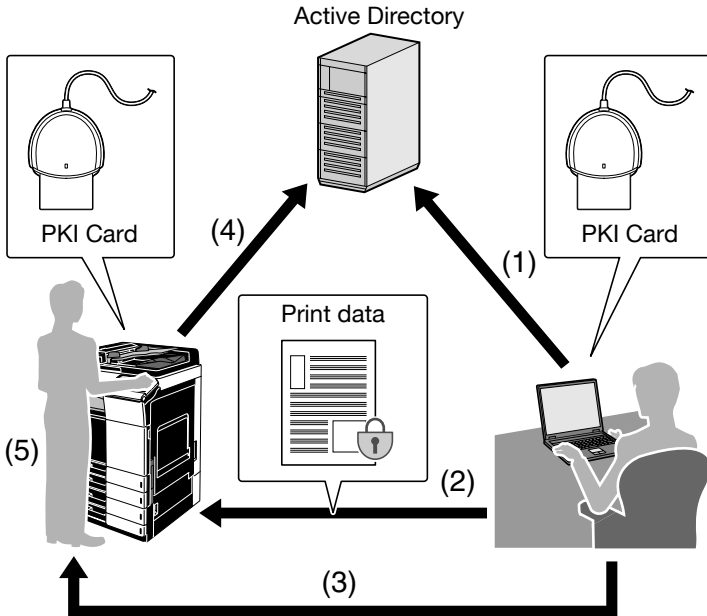 Active Directory
PKI Card
PKI Card
(4)
(1)
Print data
(5)
(2)
(3)